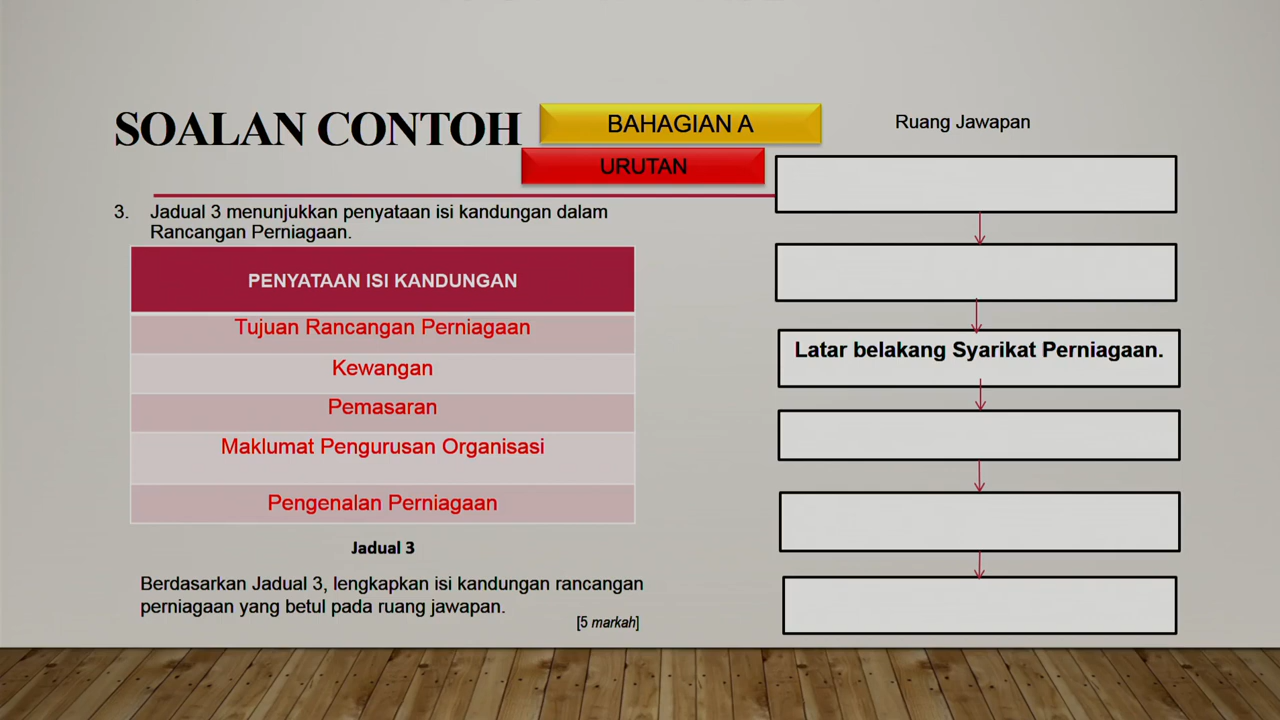 SOALAN CONTOH
BAHAGIAN A
URUTAN
3. Jadual 3 menunjukkan penyataan isi kandungan dalam
Rancangan Perniagaan.
PENYATAAN ISI KANDUNGAN
Tujuan Rancangan Perniagaan
Kewangan
Pemasaran
Maklumat Pengurusan Organisasi
Pengenalan Perniagaan
Jadual 3
Berdasarkan Jadual 3, lengkapkan isi kandungan rancangan
perniagaan yang betul pada ruang jawapan.
[5 markah]
Ruang Jawapan
Latar belakang Syarikat Perniagaan.